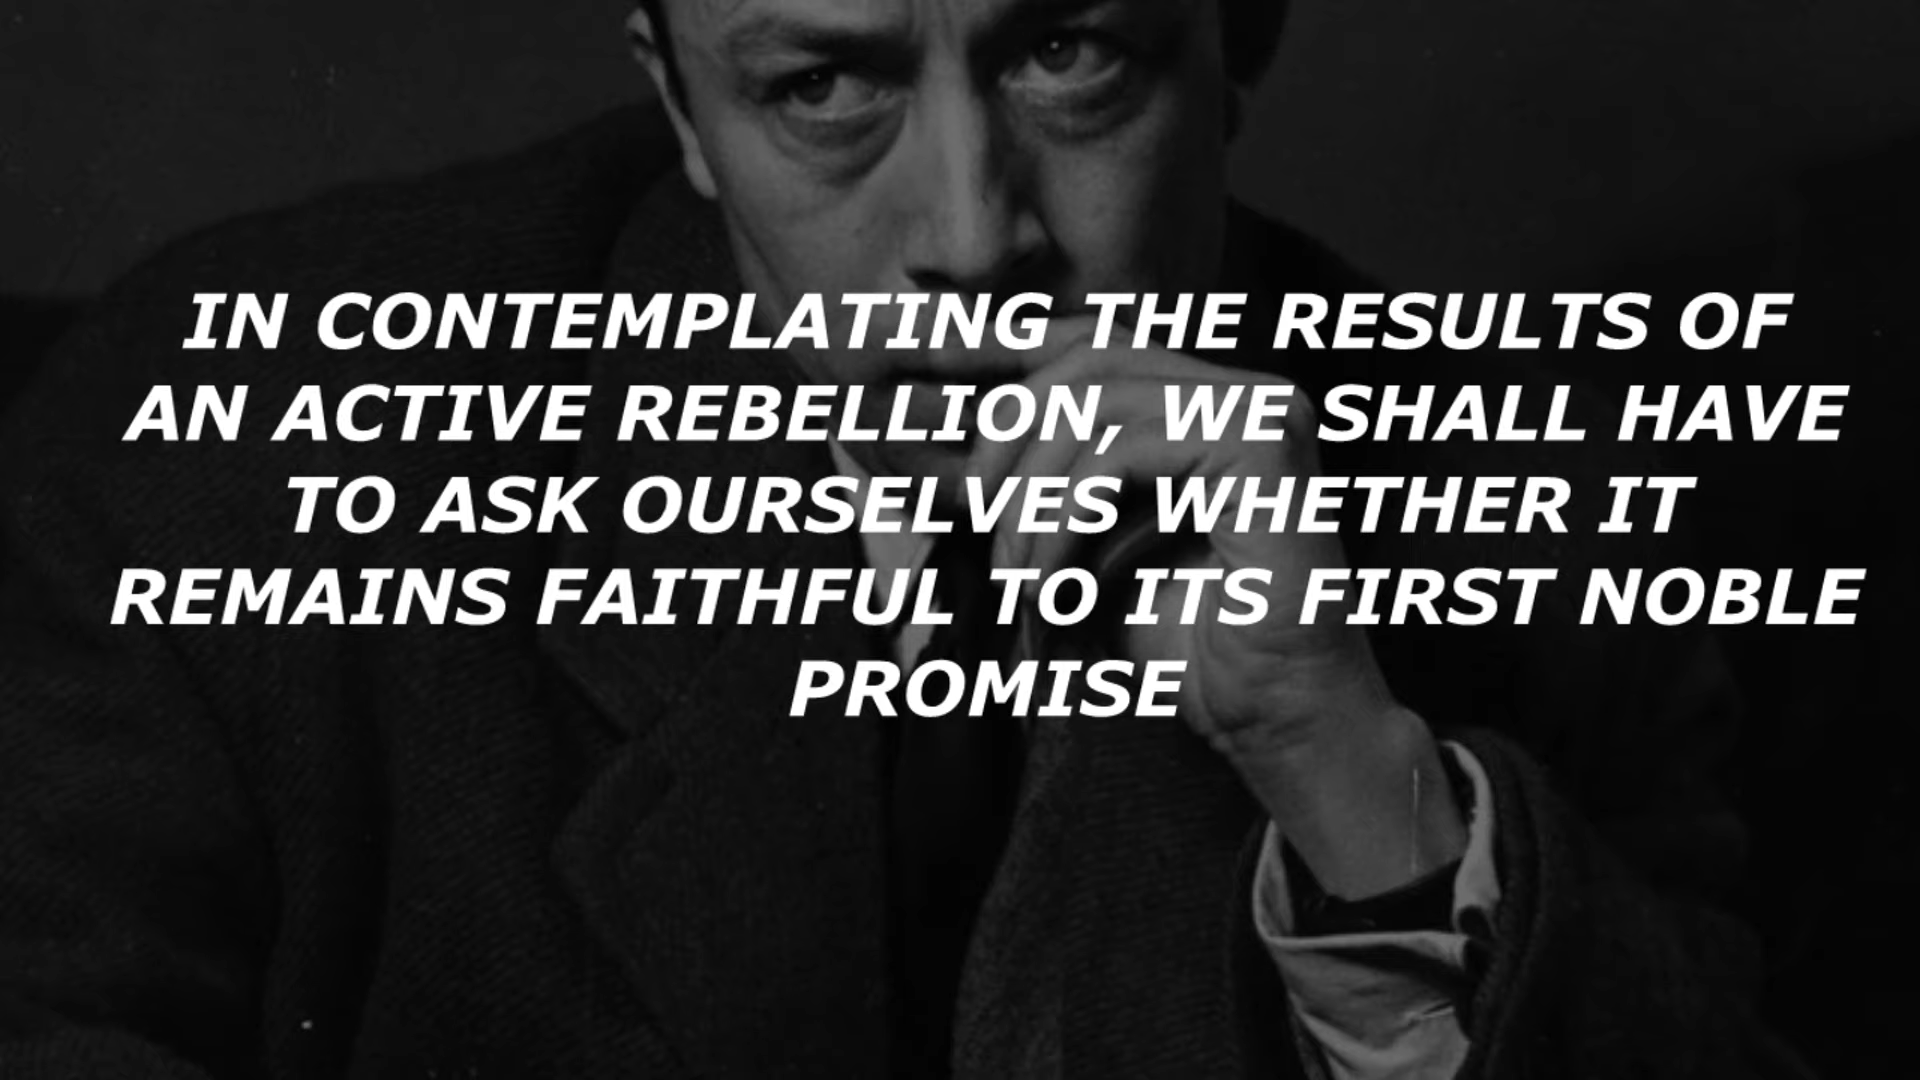 IN CONTEMPLATING THE RESULTS OF
AN ACTIVE REBELLION, WE SHALL HAVE
TO ASK OURSELVES WHETHER IT
REMAINS FAITHFUL TO ITS FIRST NOBLE
PROMISE